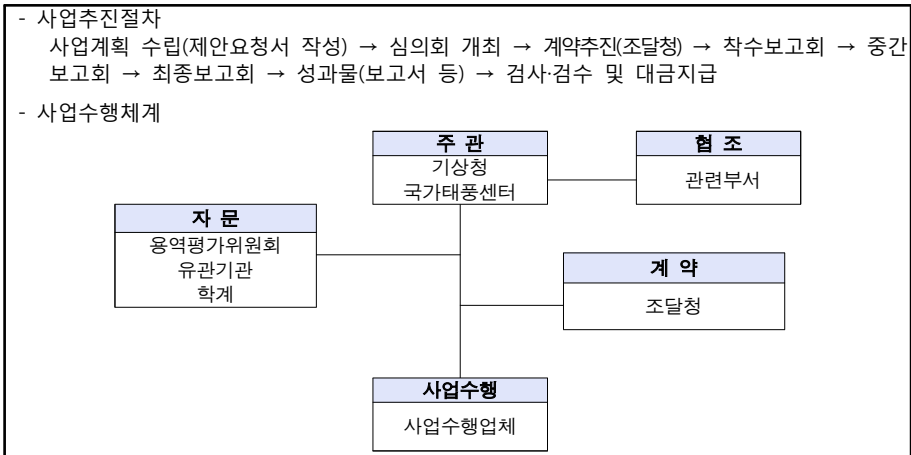 - 사업추진절차
사업계획 수립(제안요청서 작성) → 심의회 개최 → 계약추진(조달청) → 착수보고회 → 중간
보고회 → 최종보고회 → 성과물(보고서 등) → 검사·검수 및 대금지급
- 사업수행체계
주 관
기상청
국가태풍센터
협 조
관련부서
자 문
용역평가위원회
유관기관
학계
계 약
조달청
사업수행
사업수행업체